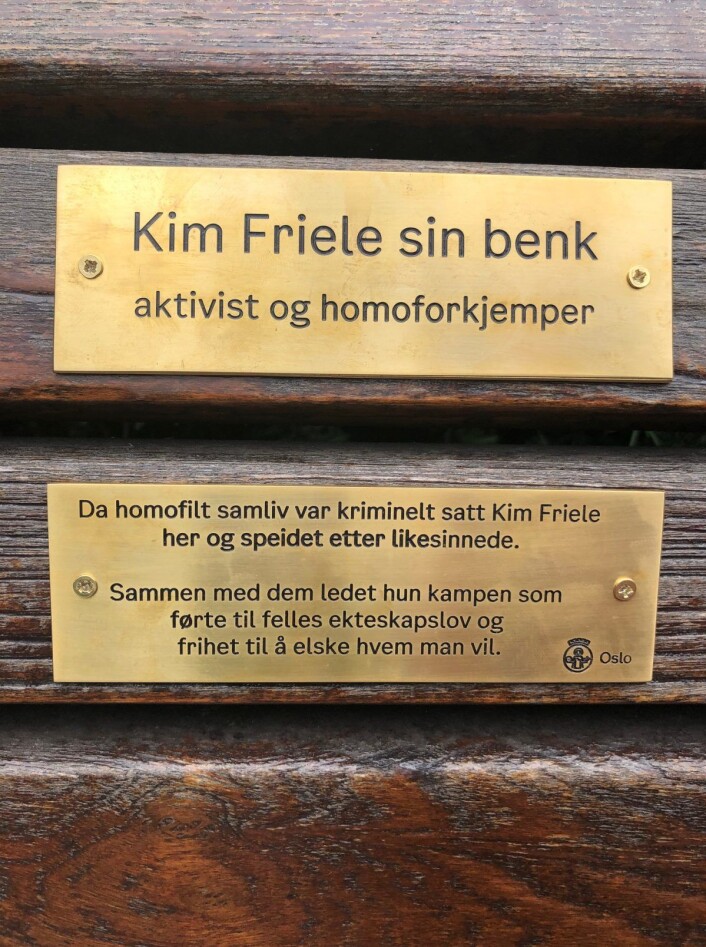 Kim Friele sin benk
aktivist og homoforkjemper
Da homofilt samliv var kriminelt satt Kim Friele
her og speidet etter likesinnede.
Sammen med dem ledet hun kampen som
førte til felles ekteskapslov og
frihet til å elske hvem man vil.
Oslo